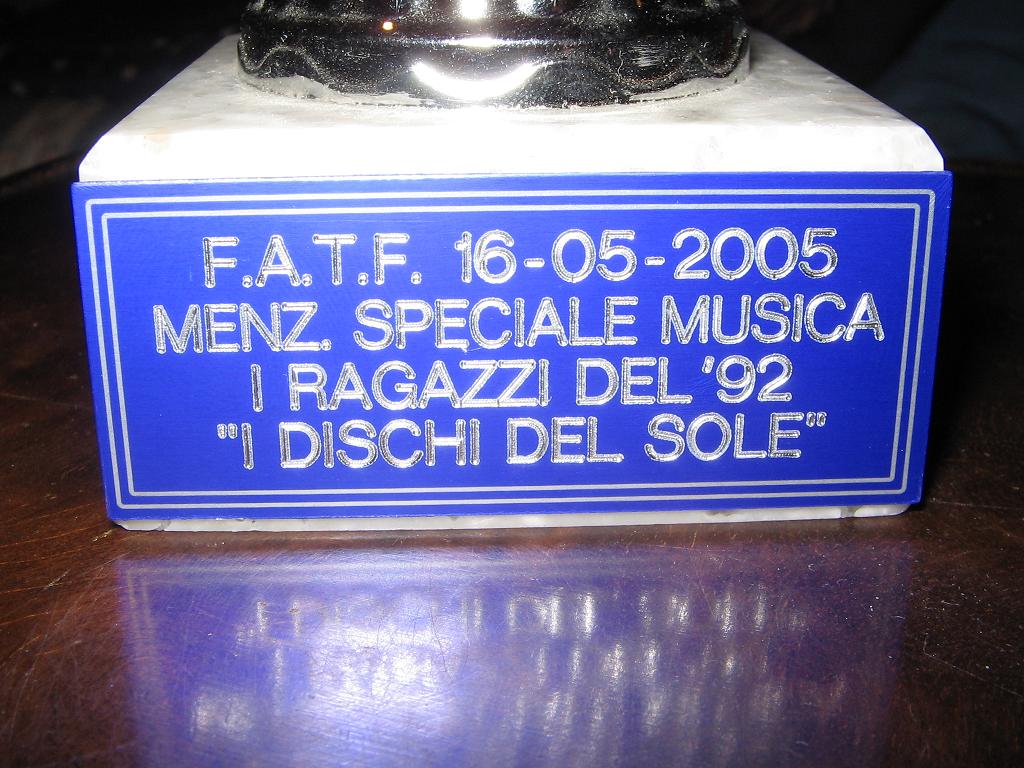 F.A.T.F. 16-05-2005
MENZ. SPECIALE MUSICA
I RAGAZZI DEL '92
"I DISCHI DEL SOLE"